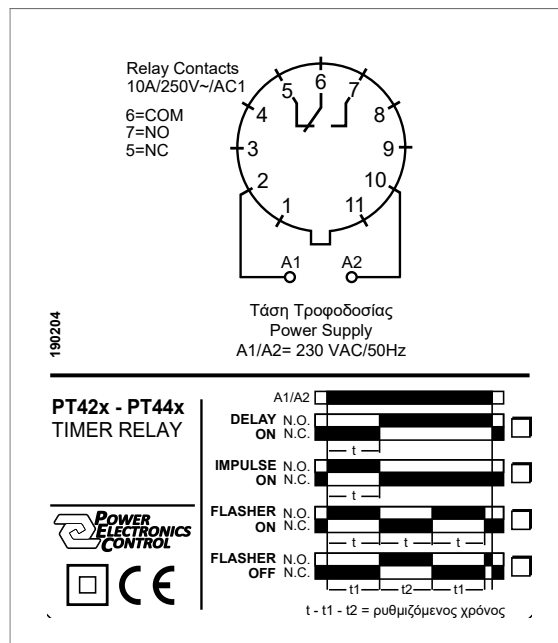 Relay Contacts
10A/250V~/AC1
6=COM
7=NO
5=NC
5 6 7
4 8
3 9
2 10
1 11
A1 A2
Τάση Τροφοδοσίας
Power Supply
A1/A2= 230 VAC/50Hz
190204
PT42x - PT44x
TIMER RELAY
POWER
ELECTRONICS
CONTROL
CE
A1/A2
DELAY N.O.
ON N.C.
t
IMPULSE N.O.
ON N.C.
t
FLASHER N.O.
ON N.C.
t t t
FLASHER N.O.
OFF N.C.
t1 t2 t1
t - t1 - t2 = ρυθμιζόμενος χρόνος